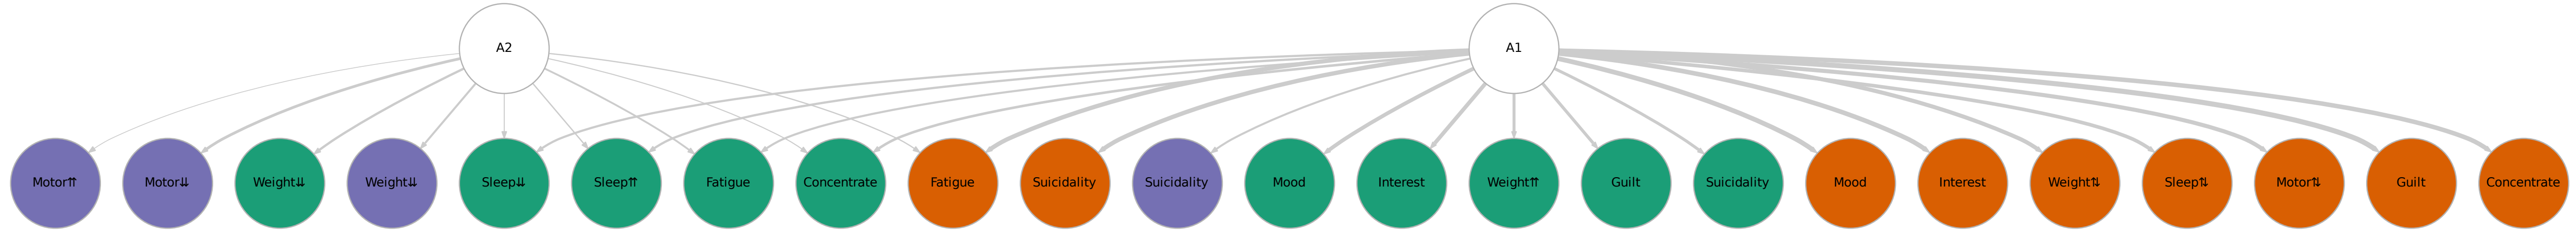 A2
A1
Motor⇈
Motor⇊
Weight⇊
Weight⇊
Sleep⇊
Sleep⇈
Fatigue
Concentrate
Fatigue
Suicidality
Suicidality
Mood
Interest
Weight⇈
Guilt
Suicidality
Mood
Interest
Weight⇅
Sleep⇅
Motor⇅
Guilt
Concentrate